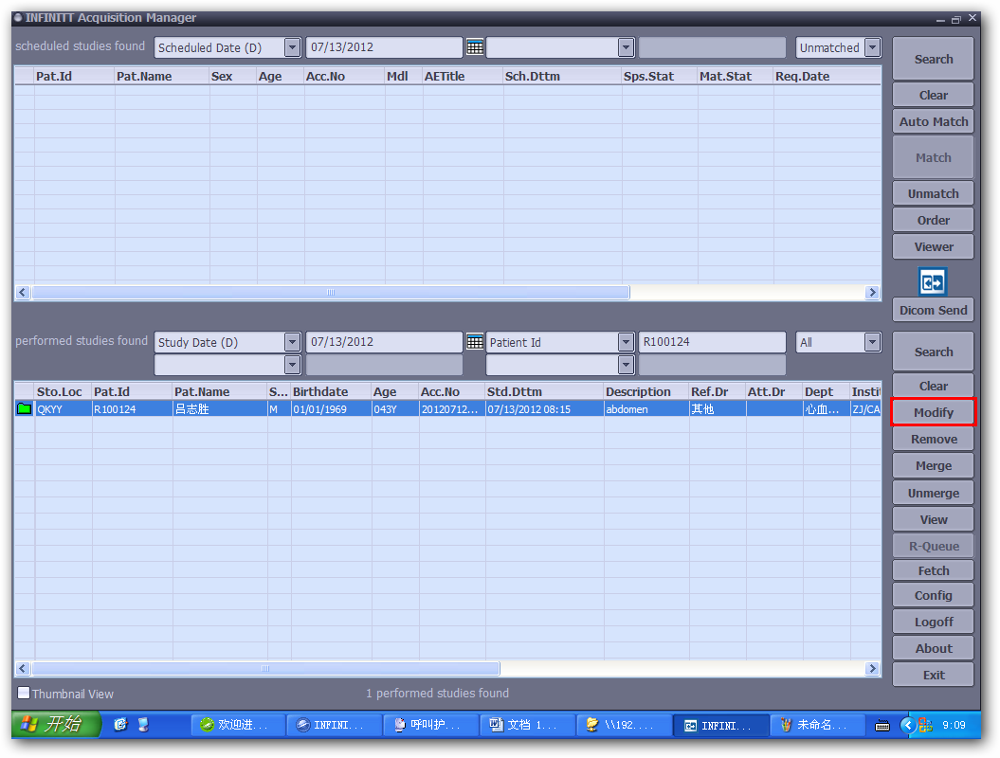 INFINITT Acquisition Manager
scheduled studies found Scheduled Date (D) 07/13/2012 Unmatched Search
Pat.Id Pat.Name Sex Age Acc.No Mdl AETitle Sch.Dttm Sps.Stat Mat.Stat Req.Date
Clear
Auto Match
Match
Unmatch
Order
Viewer
Dicom Send
performed studies found Study Date (D) 07/13/2012 Patient Id R100124 All Search
Sto.Loc Pat.Id Pat.Name S... Birthdate Age Acc.No Std.Dttm Description Ref.Dr Att.Dr Dept Instit
QKYY R100124 吕志胜 M 01/01/1969 043Y 20120712... 07/13/2012 08:15 abdomen 其他 心血... ZJ/CA
Clear
Modify
Remove
Merge
Unmerge
View
R-Queue
Fetch
Config
Logoff
About
Exit
Thumbnail View 1 performed studies found
开始 欢迎进... INFINI... 呼叫护... 文档 1... \\192.... INFINI... 未命名... 9:09